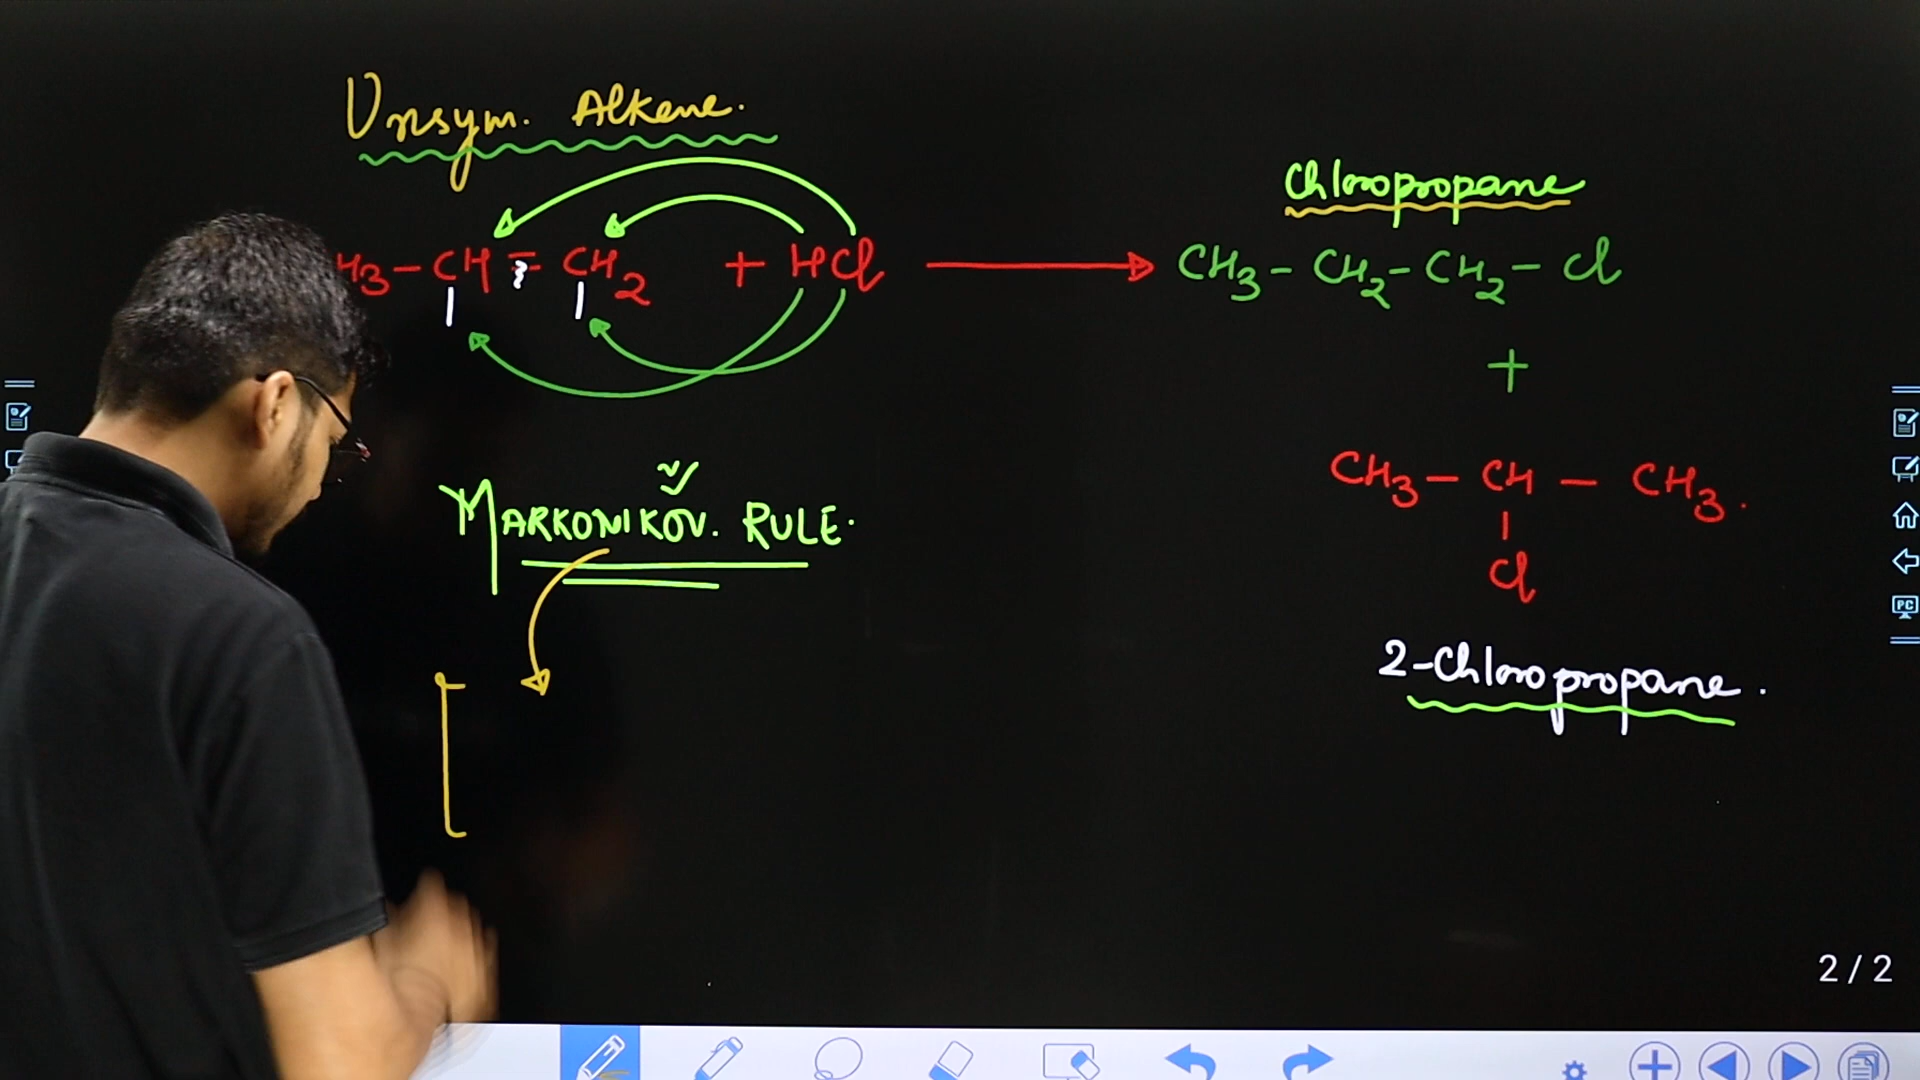 Unsym. Alkene.
H3-CH=CH2 + HCl
Chloropropane
CH3-CH2-CH2-Cl
+
CH3-CH-CH3.
Cl
2-Chloropropane.
MARKONIKOV. RULE.
2/2
PC